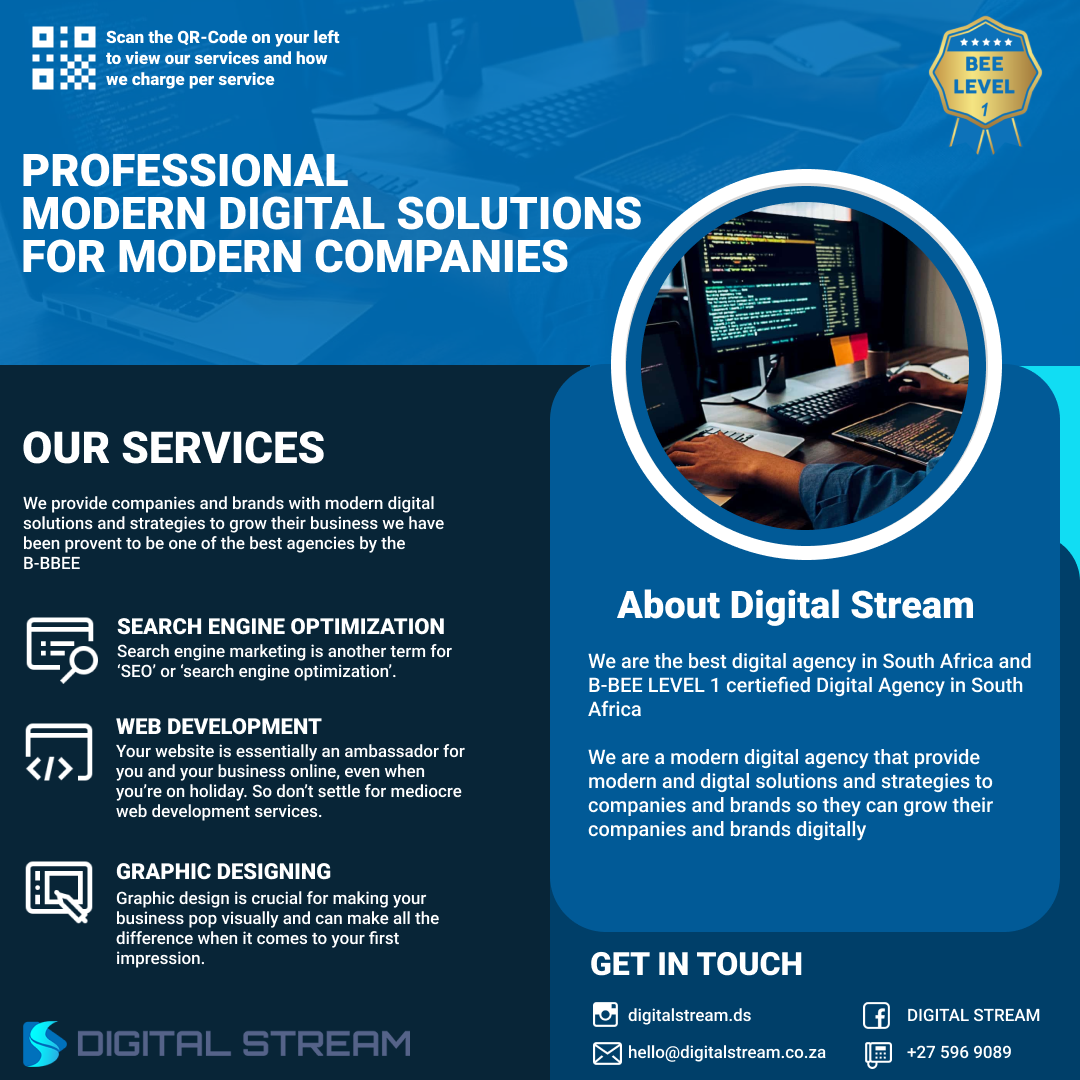 Scan the QR-Code on your left
to view our services and how
we charge per service
BEE
LEVEL
1
PROFESSIONAL
MODERN DIGITAL SOLUTIONS
FOR MODERN COMPANIES
OUR SERVICES
We provide companies and brands with modern digital
solutions and strategies to grow their business we have
been provent to be one of the best agencies by the
B-BBEE
SEARCH ENGINE OPTIMIZATION
Search engine marketing is another term for
‘SEO’ or ‘search engine optimization’.
WEB DEVELOPMENT
Your website is essentially an ambassador for
you and your business online, even when
you’re on holiday. So don’t settle for mediocre
web development services.
GRAPHIC DESIGNING
Graphic design is crucial for making your
business pop visually and can make all the
difference when it comes to your first
impression.
DIGITAL STREAM
About Digital Stream
We are the best digital agency in South Africa and
B-BEE LEVEL 1 certiefied Digital Agency in South
Africa
We are a modern digital agency that provide
modern and digtal solutions and strategies to
companies and brands so they can grow their
companies and brands digitally
GET IN TOUCH
digitalstream.ds
DIGITAL STREAM
hello@digitalstream.co.za
+27 596 9089